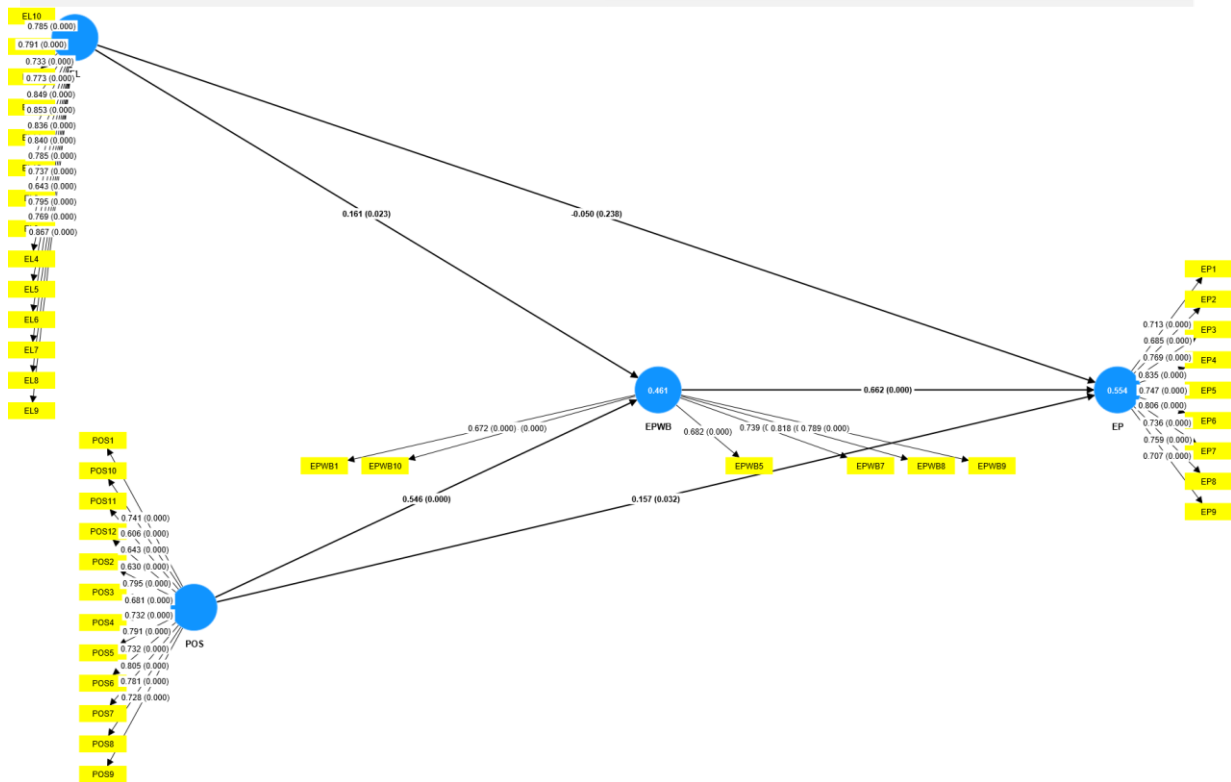 EL10
0.785 (0.000)
0.791 (0.000)
0.733 (0.000)
0.773 (0.000)
0.849 (0.000)
0.853 (0.000)
0.836 (0.000)
0.840 (0.000)
0.785 (0.000)
0.737 (0.000)
0.643 (0.000)
0.795 (0.000)
0.769 (0.000)
0.867 (0.000)
EL4
EL5
EL6
EL7
EL8
EL9
0.161 (0.023)
-0.050 (0.238)
EP1
EP2
EP3
EP4
EP5
EP6
EP7
EP8
EP9
0.713 (0.000)
0.685 (0.000)
0.769 (0.000)
0.835 (0.000)
0.747 (0.000)
0.806 (0.000)
0.736 (0.000)
0.759 (0.000)
0.707 (0.000)
0.461
EPWB
0.662 (0.000)
0.554
EP
0.672 (0.000)
(0.000)
0.682 (0.000)
0.739
0.818 (
0.789 (0.000)
EPWB1
EPWB10
EPWB5
EPWB7
EPWB8
EPWB9
0.546 (0.000)
0.157 (0.032)
POS1
POS10
POS11
POS12
POS2
POS3
POS4
POS5
POS6
POS7
POS8
POS9
0.741 (0.000)
0.606 (0.000)
0.643 (0.000)
0.630 (0.000)
0.795 (0.000)
0.681 (0.000)
0.732 (0.000)
0.791 (0.000)
0.732 (0.000)
0.805 (0.000)
0.781 (0.000)
0.728 (0.000)
POS